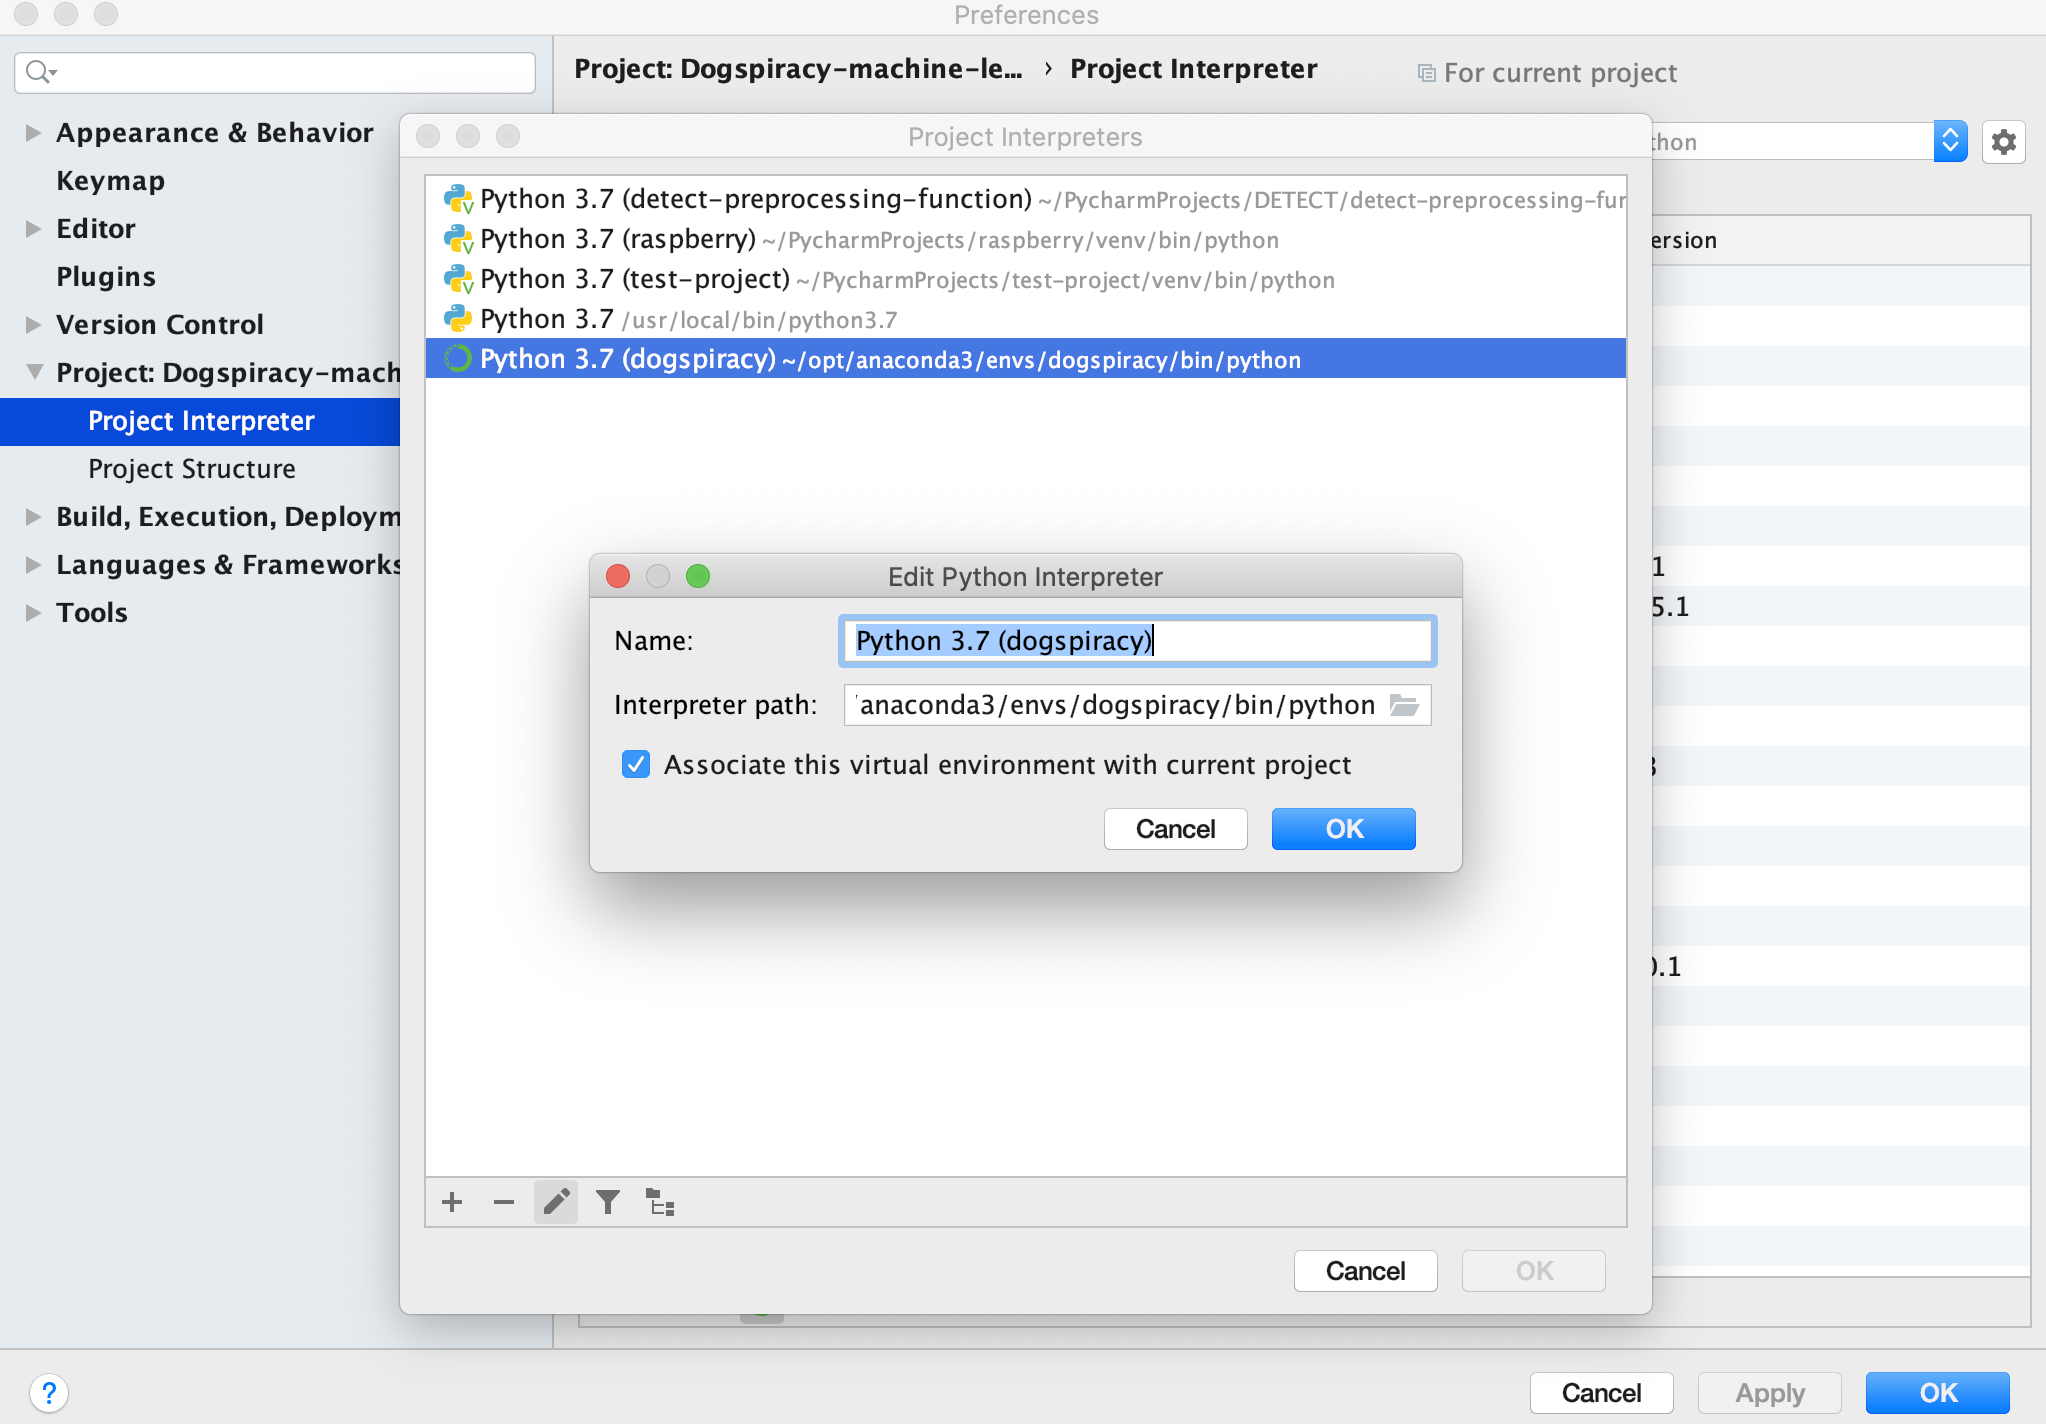 Preferences
Project: Dogspiracy-machine-le... › Project Interpreter
For current project
Appearance & Behavior
Keymap
Editor
Plugins
Version Control
Project: Dogspiracy-mach
Project Interpreter
Project Structure
Build, Execution, Deploym
Languages & Frameworks
Tools
thon
ersion
1
5.1
3
0.1
Project Interpreters
Python 3.7 (detect-preprocessing-function) ~/PycharmProjects/DETECT/detect-preprocessing-fur
Python 3.7 (raspberry) ~/PycharmProjects/raspberry/venv/bin/python
Python 3.7 (test-project) ~/PycharmProjects/test-project/venv/bin/python
Python 3.7 /usr/local/bin/python3.7
Python 3.7 (dogspiracy) ~/opt/anaconda3/envs/dogspiracy/bin/python
Edit Python Interpreter
Name: Python 3.7 (dogspiracy)
Interpreter path: /anaconda3/envs/dogspiracy/bin/python
Associate this virtual environment with current project
Cancel OK
Cancel OK
? Cancel Apply OK